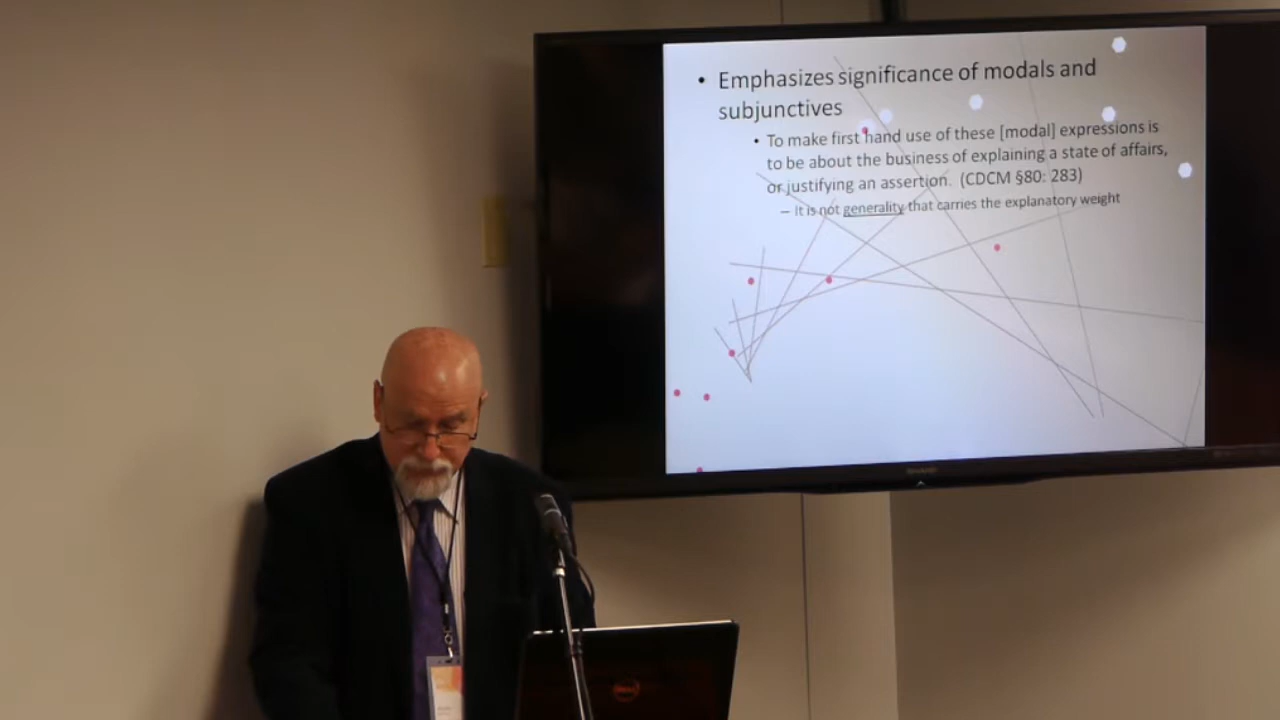 • Emphasizes significance of modals and
subjunctives
• To make first hand use of these [modal] expressions is
to be about the business of explaining a state of affairs,
or justifying an assertion. (CDCM §80: 283)
– It is not generality that carries the explanatory weight
SHARP
DELL